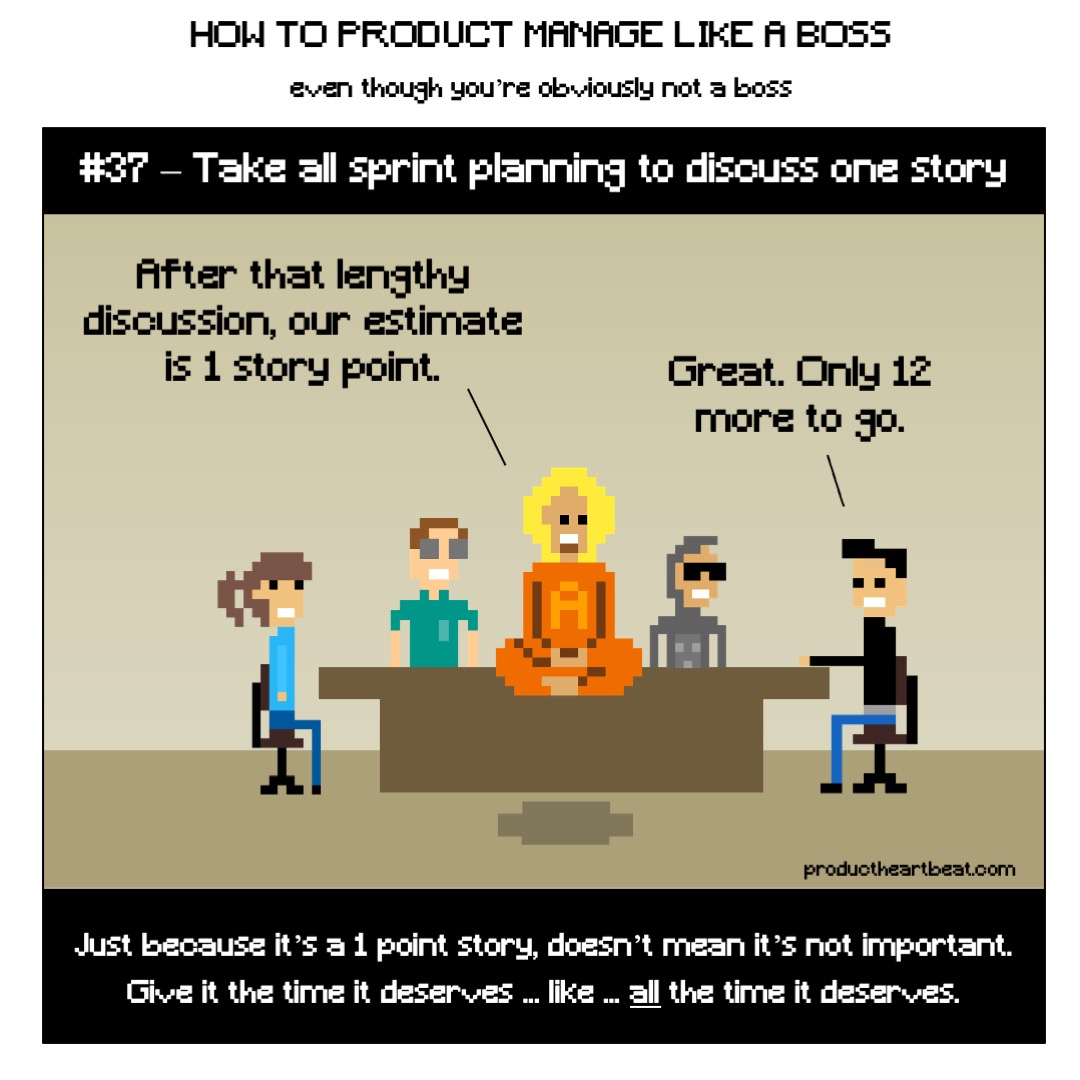 HOW TO PRODUCT MANAGE LIKE A BOSS
even though you're obviously not a boss
#37 – Take all sprint planning to discuss one story
After that lengthy
discussion, our estimate
is 1 story point.
Great. Only 12
more to go.
A
productheartbeat.com
Just because it's a 1 point story, doesn't mean it's not important.
Give it the time it deserves ... like ... all the time it deserves.